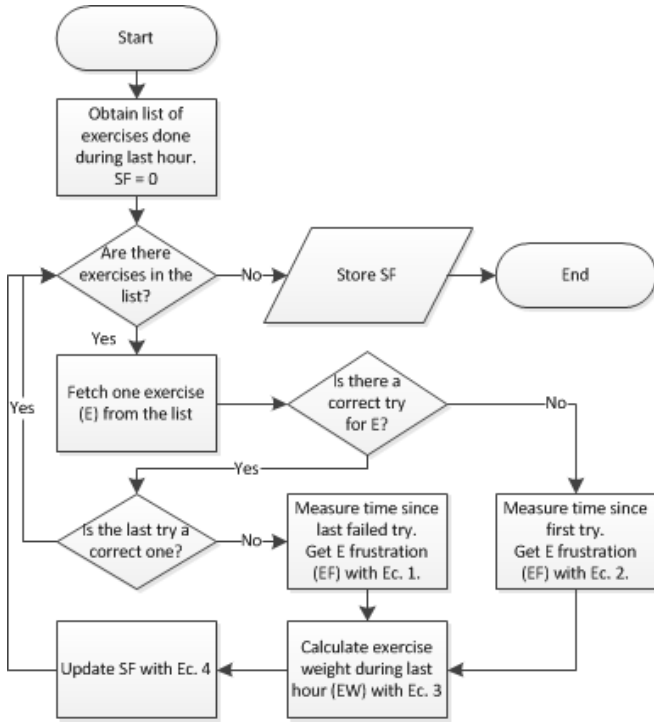 Start
Obtain list of
exercises done
during last hour.
SF = 0
Are there
exercises in the
list?
No
Store SF
End
Yes
Fetch one exercise
(E) from the list
Is there a
correct try
for E?
No
Yes
Yes
Is the last try a
correct one?
No
Measure time since
last failed try.
Get E frustration
(EF) with Ec. 1.
Measure time since
first try.
Get E frustration
(EF) with Ec. 2.
Update SF with Ec. 4
Calculate exercise
weight during last
hour (EW) with Ec. 3